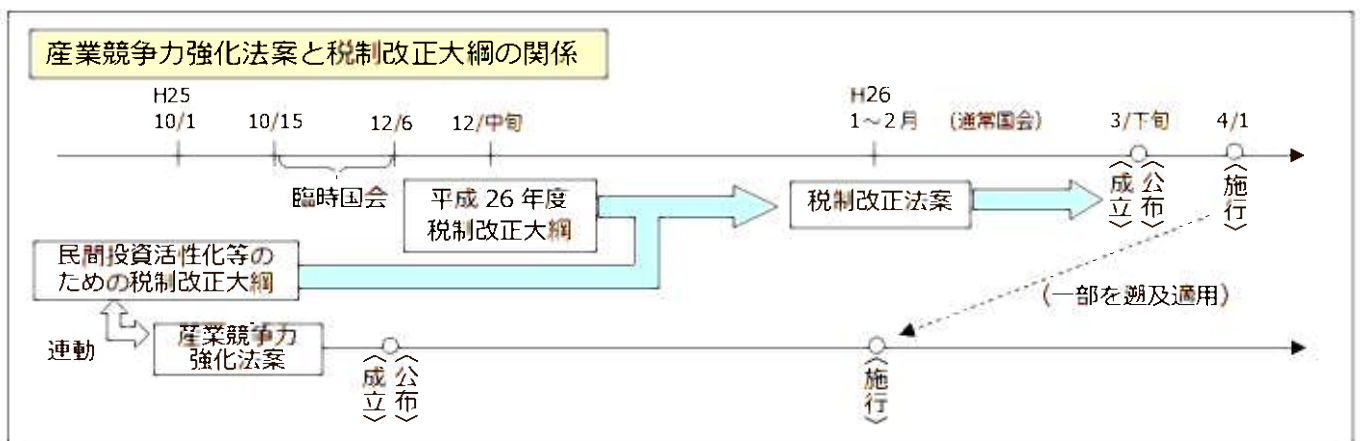 産業競争力強化法案と税制改正大綱の関係
H25
10/1
10/15
12/6
12/中旬
H26
1～2月
(通常国会)
3/下旬
4/1
臨時国会
平成 26 年度
税制改正大綱
税制改正法案
〈成立〉
〈公布〉
〈施行〉
民間投資活性化等の
ための税制改正大綱
(一部を遡及適用)
連動
産業競争力
強化法案
〈成立〉
〈公布〉
〈施行〉